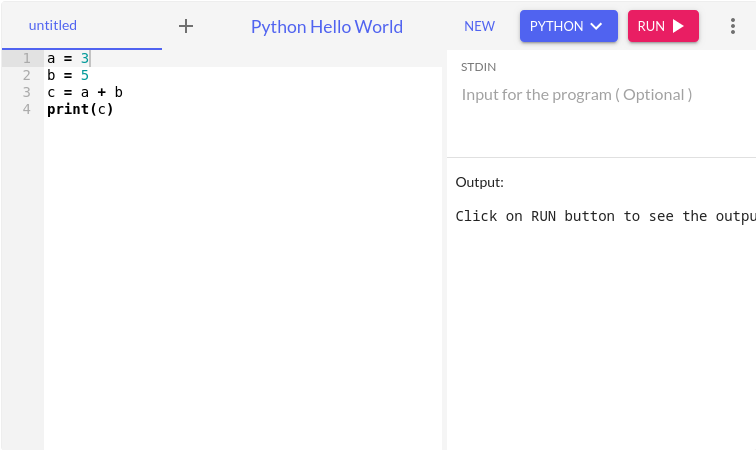 untitled
Python Hello World
NEW
PYTHON
RUN
1 a = 3
2 b = 5
3 c = a + b
4 print(c)
STDIN
Input for the program ( Optional )
Output:
Click on RUN button to see the outpu